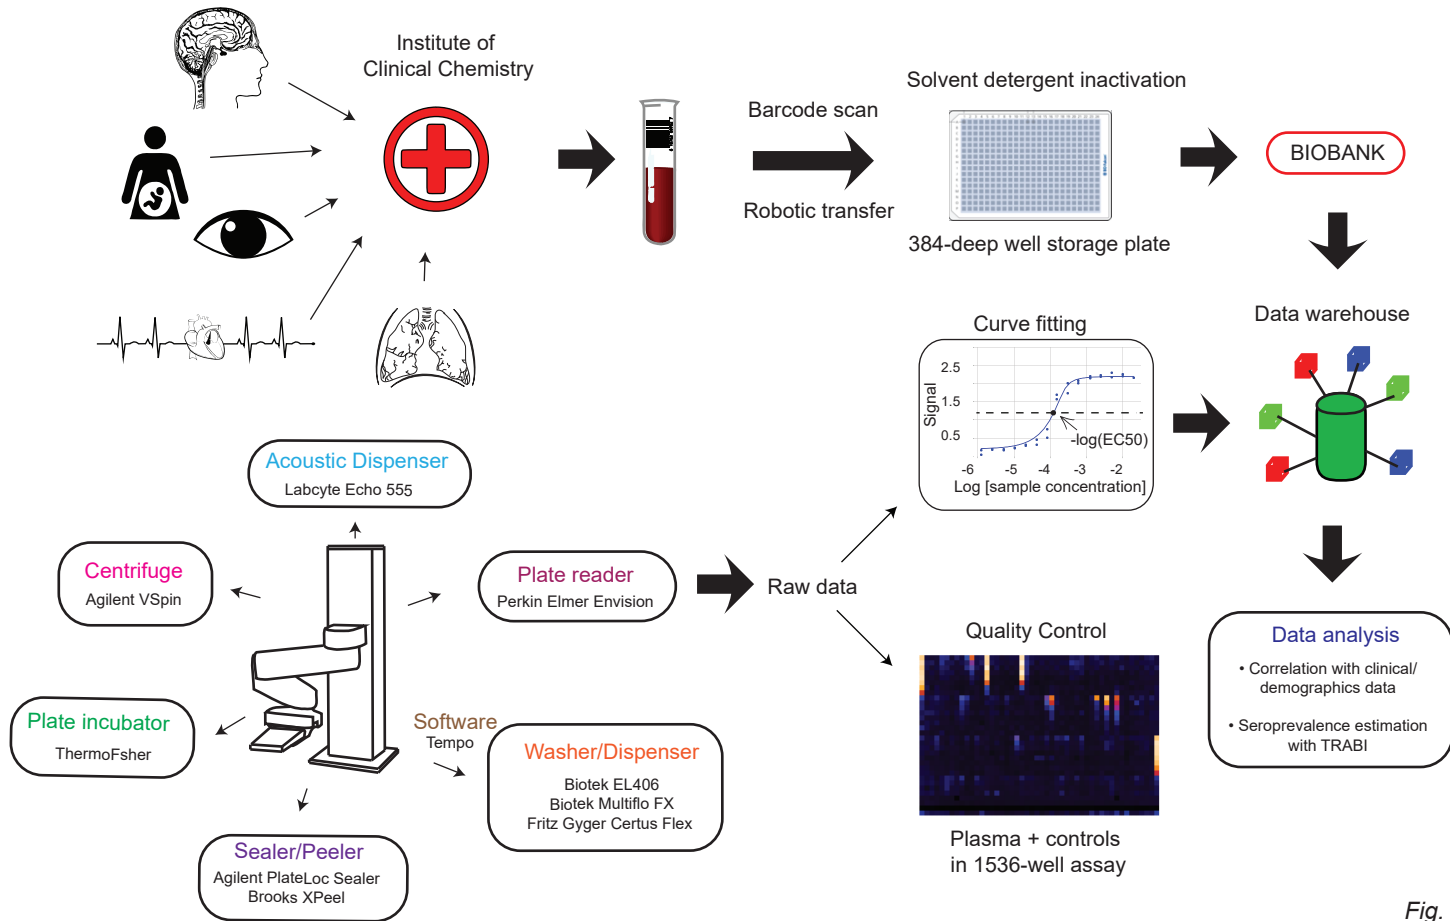 Institute of
Clinical Chemistry
Barcode scan
Robotic transfer
Solvent detergent inactivation
384-deep well storage plate
BIOBANK
Data warehouse
Curve fitting
2.5
1.5
0.5
Signal
-log(EC50)
-6 -5 -4 -3 -2
Log [sample concentration]
Acoustic Dispenser
Labcyte Echo 555
Centrifuge
Agilent VSpin
Plate reader
Perkin Elmer Envision
Raw data
Plate incubator
ThermoFsher
Software
Tempo
Washer/Dispenser
Biotek EL406
Biotek Multiflo FX
Fritz Gyger Certus Flex
Sealer/Peeler
Agilent PlateLoc Sealer
Brooks XPeel
Quality Control
Plasma + controls
in 1536-well assay
Data analysis
• Correlation with clinical/
demographics data
• Seroprevalence estimation
with TRABI
Fig.